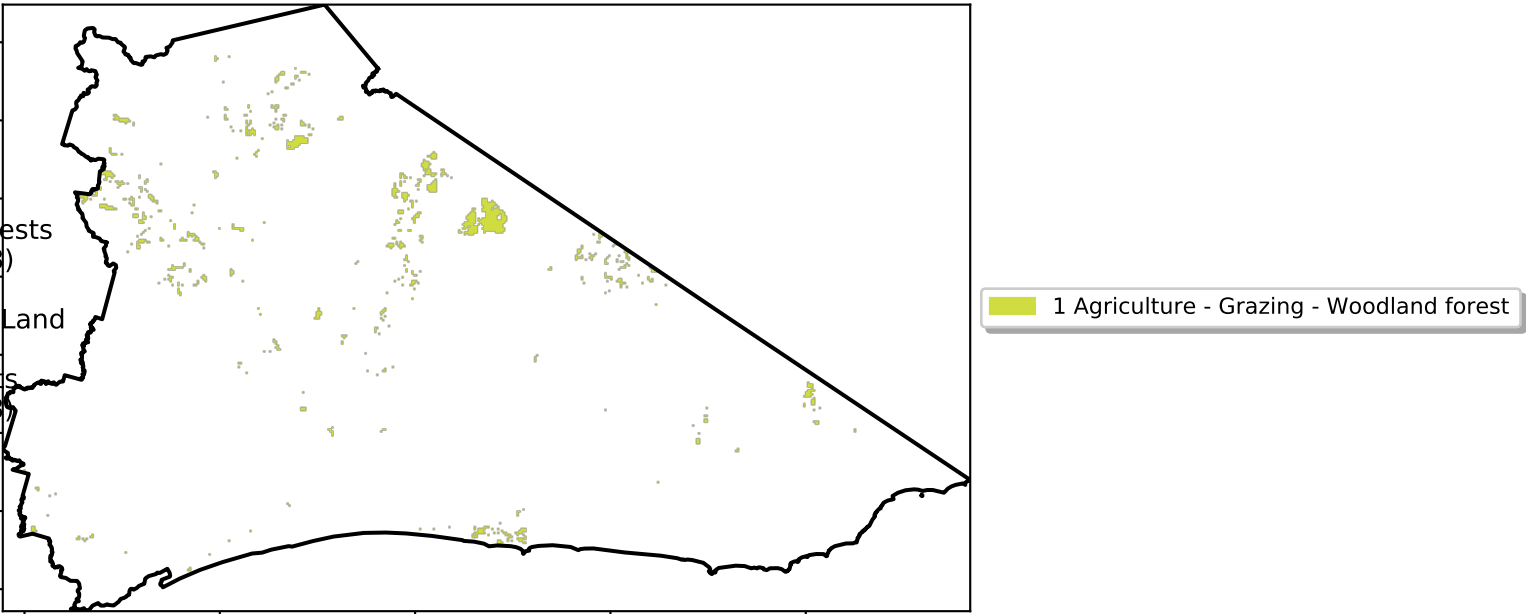 ests
)
Land
s
)
1 Agriculture - Grazing - Woodland forest